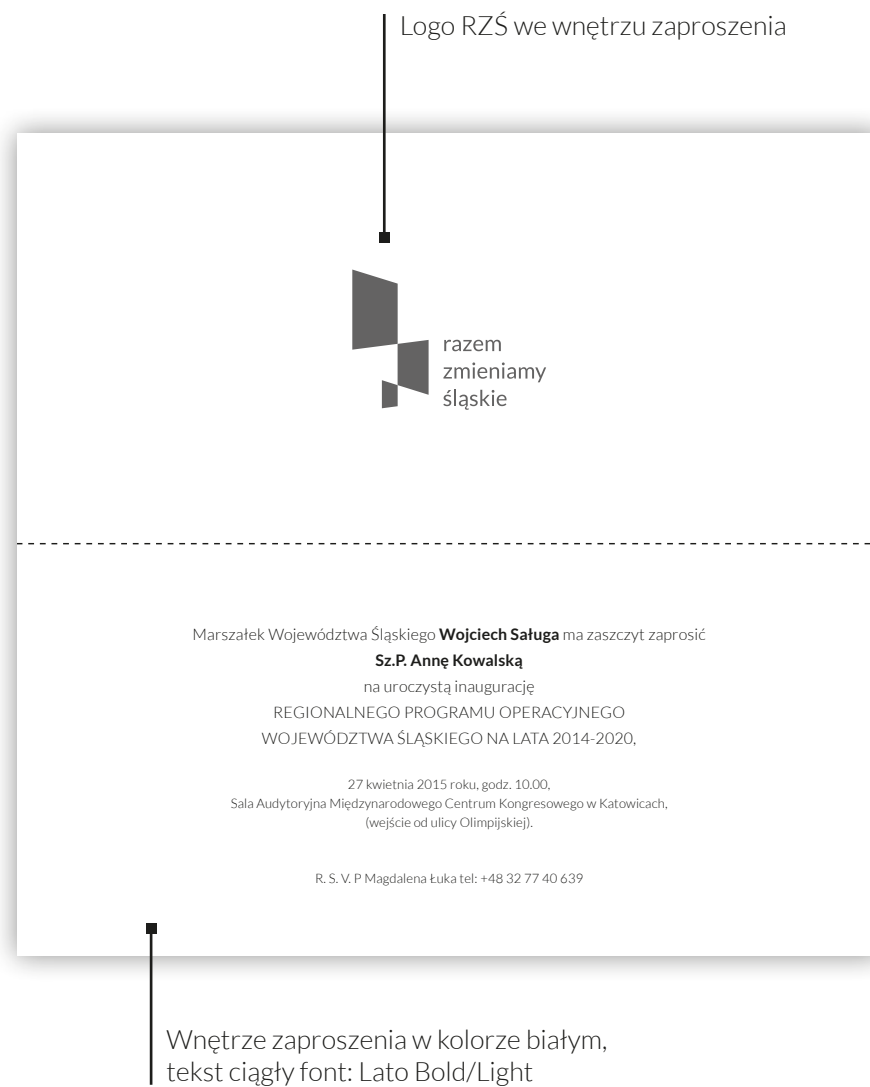 Logo RZŚ we wnętrzu zaproszenia
razem
zmieniamy
śląskie
Marszałek Województwa Śląskiego Wojciech Saługa ma zaszczyt zaprosić
Sz.P. Annę Kowalską
na uroczystą inaugurację
REGIONALNEGO PROGRAMU OPERACYJNEGO
WOJEWÓDZTWA ŚLĄSKIEGO NA LATA 2014-2020,
27 kwietnia 2015 roku, godz. 10.00,
Sala Audytoryjna Międzynarodowego Centrum Kongresowego w Katowicach,
(wejście od ulicy Olimpijskiej).
R. S. V. P Magdalena Łuka tel: +48 32 77 40 639
Wnętrze zaproszenia w kolorze białym,
tekst ciągły font: Lato Bold/Light